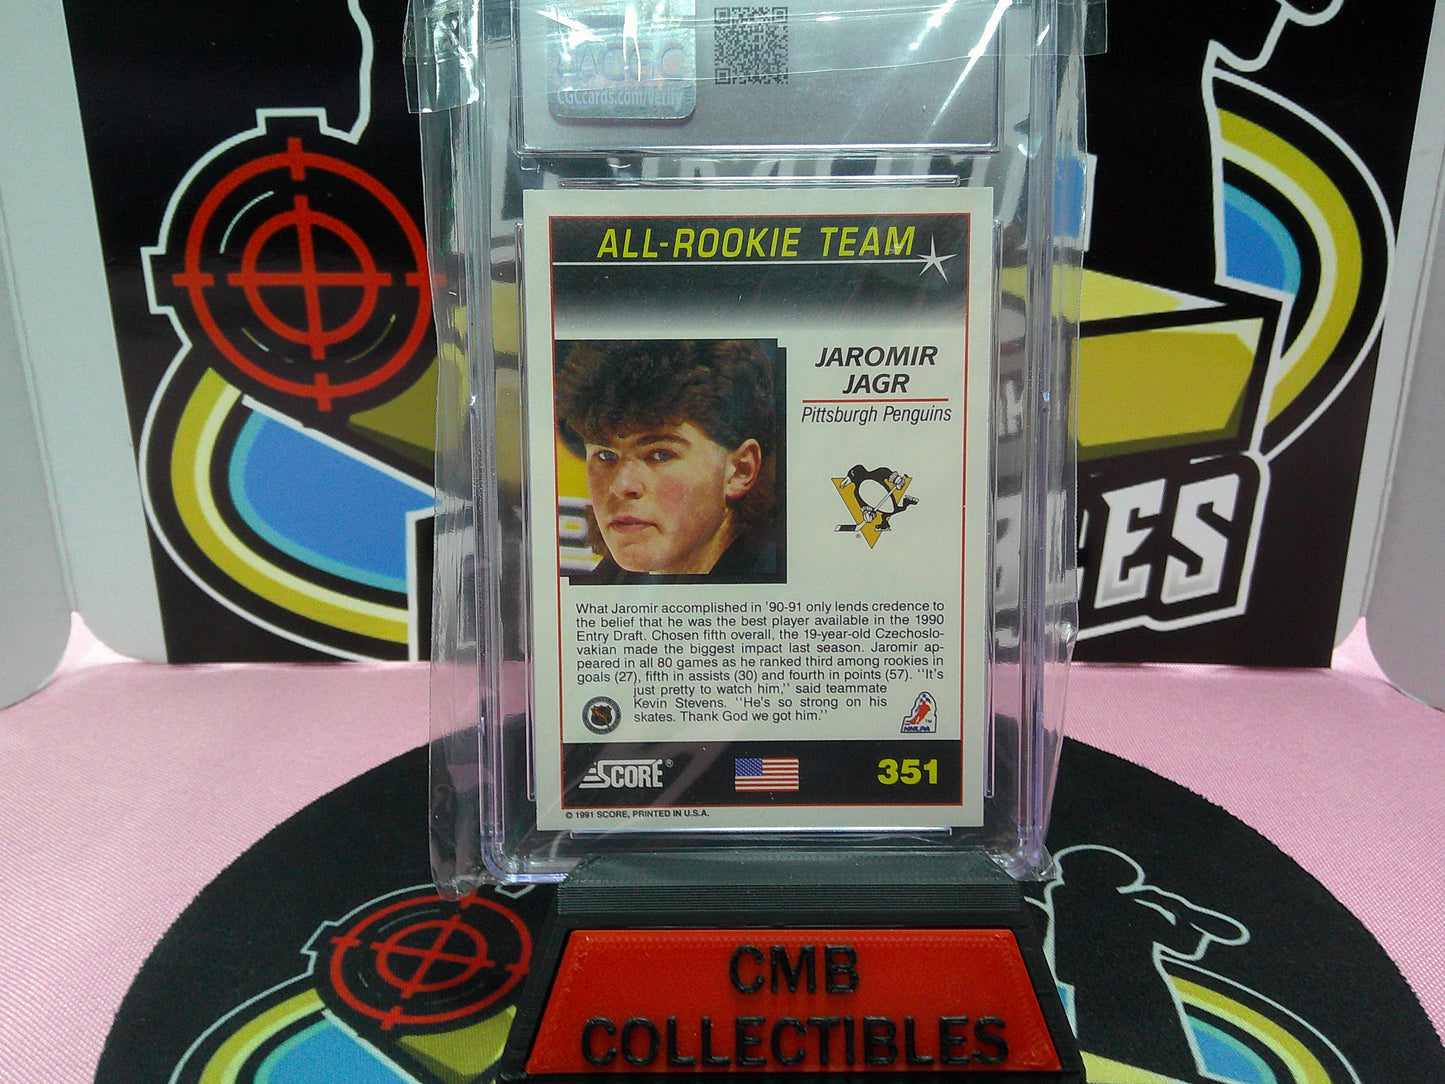 CGC
CGCcards.com/verify
ALL-ROOKIE TEAM
JAROMIR
JAGR
Pittsburgh Penguins
What Jaromir accomplished in '90-91 only lends credence to
the belief that he was the best player available in the 1990
Entry Draft. Chosen fifth overall, the 19-year-old Czechoslo-
vakian made the biggest impact last season. Jaromir ap-
peared in all 80 games as he ranked third among rookies in
goals (27), fifth in assists (30) and fourth in points (57). "It's
just pretty to watch him," said teammate
Kevin Stevens. "He's so strong on his
skates. Thank God we got him."
NHLPA
TM
SCORE®
351
© 1991 SCORE, PRINTED IN U.S.A.
CMB
COLLECTIBLES